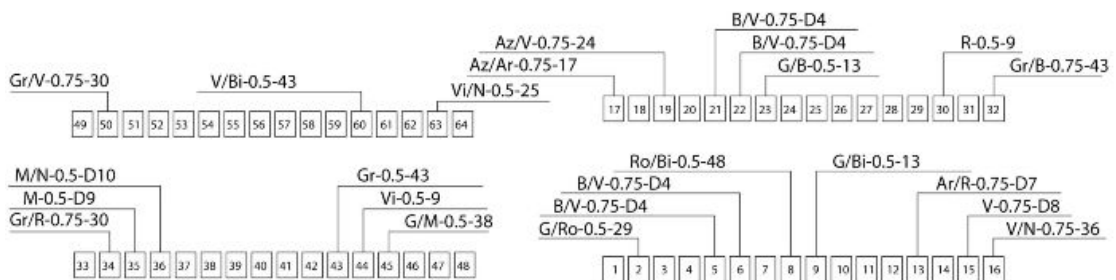 Gr/V-0.75-30
V/Bi-0.5-43
Vi/N-0.5-25
49 50 51 52 53 54 55 56 57 58 59 60 61 62 63 64
B/V-0.75-D4
Az/V-0.75-24
B/V-0.75-D4
R-0.5-9
Az/Ar-0.75-17
G/B-0.5-13
Gr/B-0.75-43
17 18 19 20 21 22 23 24 25 26 27 28 29 30 31 32
M/N-0.5-D10
Gr-0.5-43
M-0.5-D9
Vi-0.5-9
Gr/R-0.75-30
G/M-0.5-38
33 34 35 36 37 38 39 40 41 42 43 44 45 46 47 48
Ro/Bi-0.5-48
G/Bi-0.5-13
B/V-0.75-D4
Ar/R-0.75-D7
B/V-0.75-D4
V-0.75-D8
G/Ro-0.5-29
V/N-0.75-36
1 2 3 4 5 6 7 8 9 10 11 12 13 14 15 16